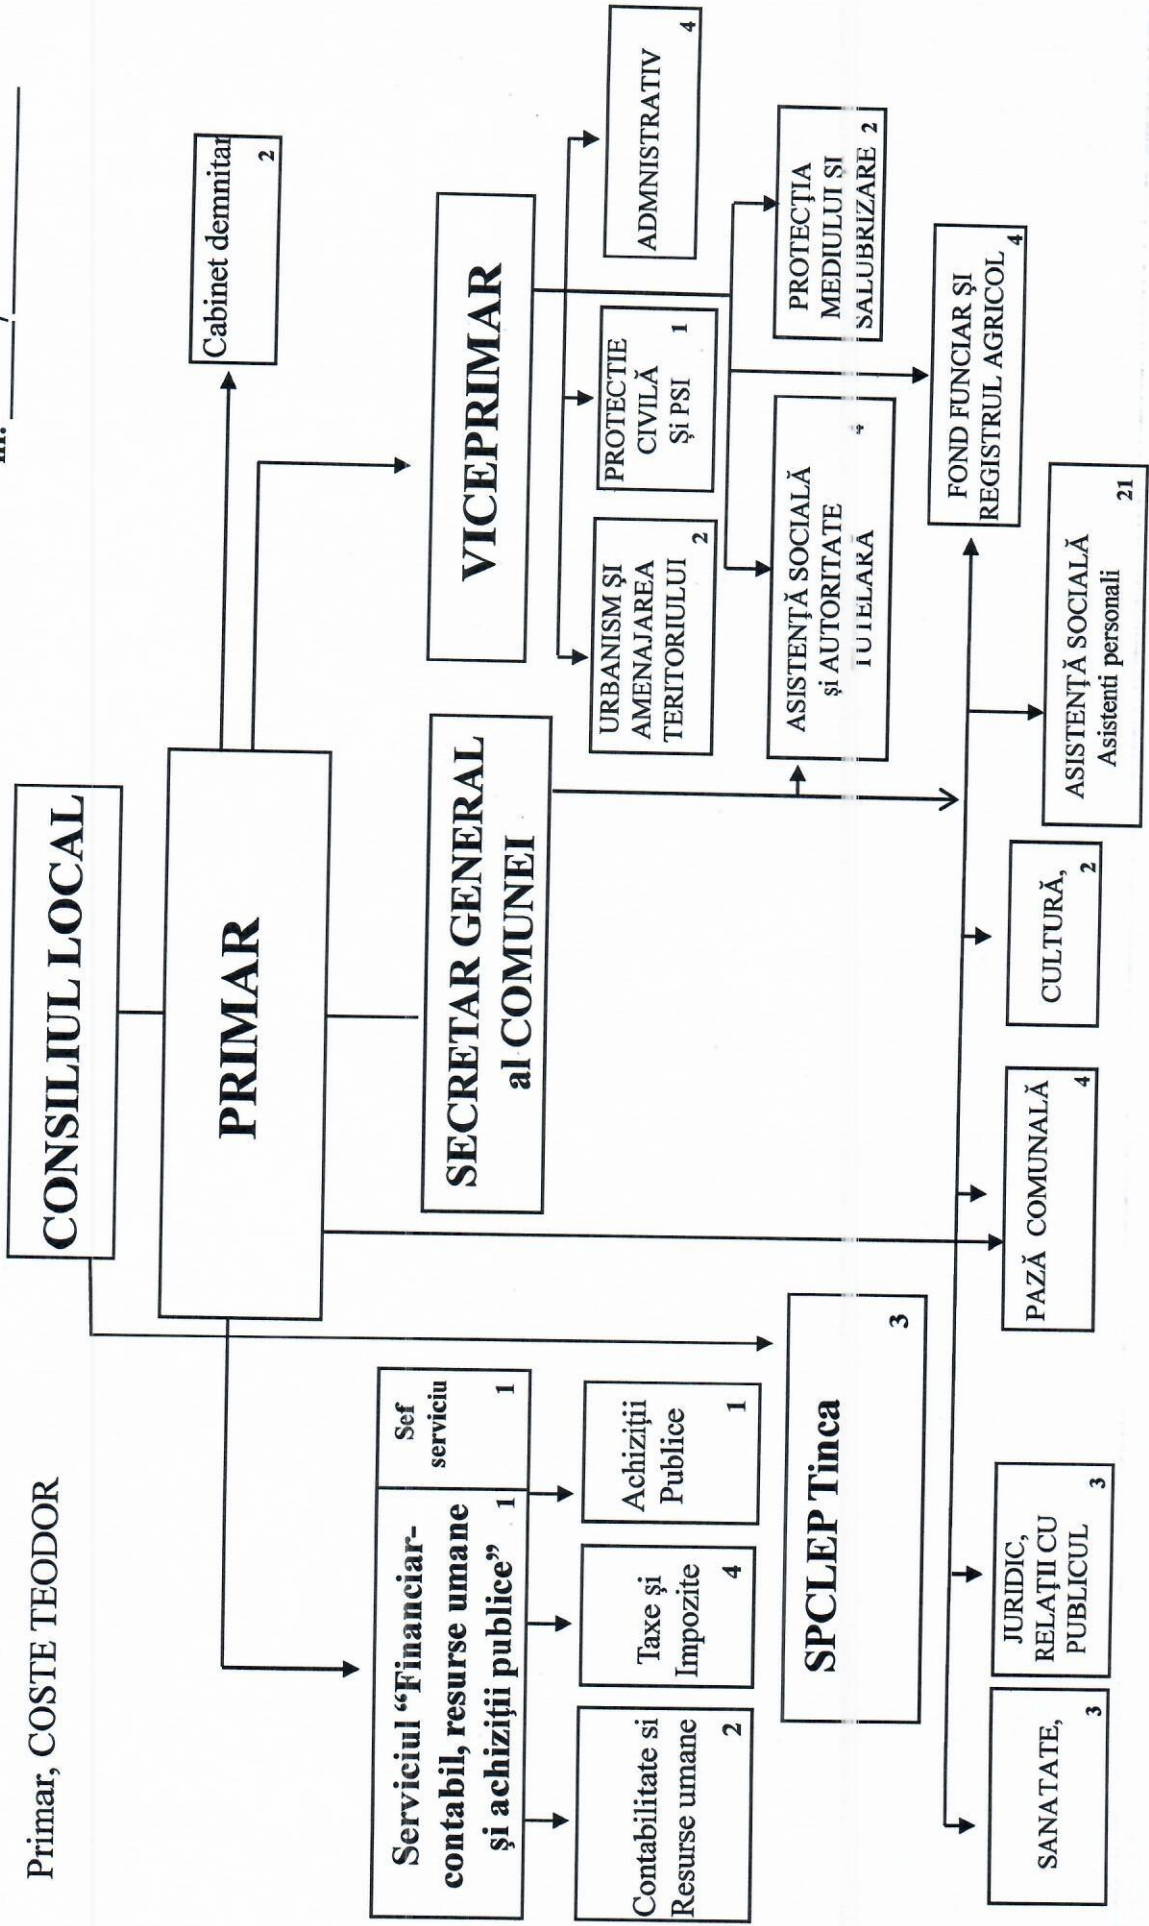 Primar, COSTE TEODOR
CONSILIUL LOCAL
PRIMAR
Cabinet demnitar
2
SECRETAR GENERAL
al COMUNEI
VICEPRIMAR
Serviciul “Financiar-
contabil, resurse umane
și achiziții publice”
1
Sef
serviciu
1
Contabilitate si
Resurse umane
2
Taxe și
Impozite
4
Achiziții
Publice
1
URBANISM ȘI
AMENAJAREA
TERITORIULUI
2
PROTECTIE
CIVILĂ
Și PSI
1
ADMNISTRATIV
4
SPCLEP Tinca
3
ASISTENȚĂ SOCIALĂ
și AUTORITATE
TUTELARĂ
PROTECȚIA
MEDIULUI ȘI
SALUBRIZARE
2
FOND FUNCIAR ȘI
REGISTRUL AGRICOL
4
SANATATE,
3
JURIDIC,
RELAȚII CU
PUBLICUL
3
PAZĂ COMUNALĂ
4
CULTURĂ,
2
ASISTENȚĂ SOCIALĂ
Asistenti personali
21